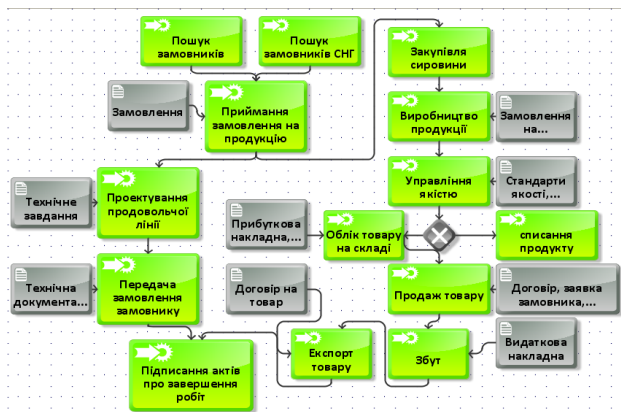 Пошук
замовників
Пошук
замовників СНГ
Закупівля
сировини
Замовлення
Приймання
замовлення на
продукцію
Виробництво
продукції
Замовлення
на...
Технічне
завдання
Проектування
продовольчої
лінії
Управління
якістю
Стандарти
якості,...
Прибуткова
накладна,...
Облік товару
на складі
списання
продукту
Технічна
документа...
Передача
замовлення
замовнику
Договір на
товар
Продаж товару
Договір, заявка
замовника,...
Підписання актів
про завершення
робіт
Експорт
товару
Збут
Видаткова
накладна